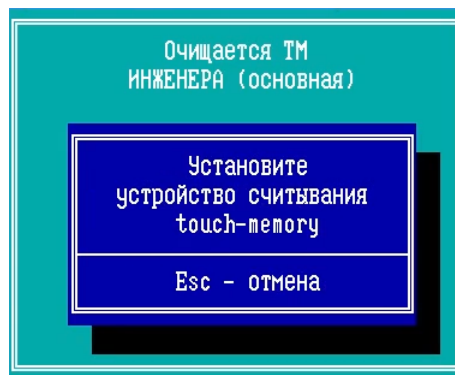 Очищается ТМ
ИНЖЕНЕРА (основная)
Установите
устройство считывания
touch-memory
Esc - отмена